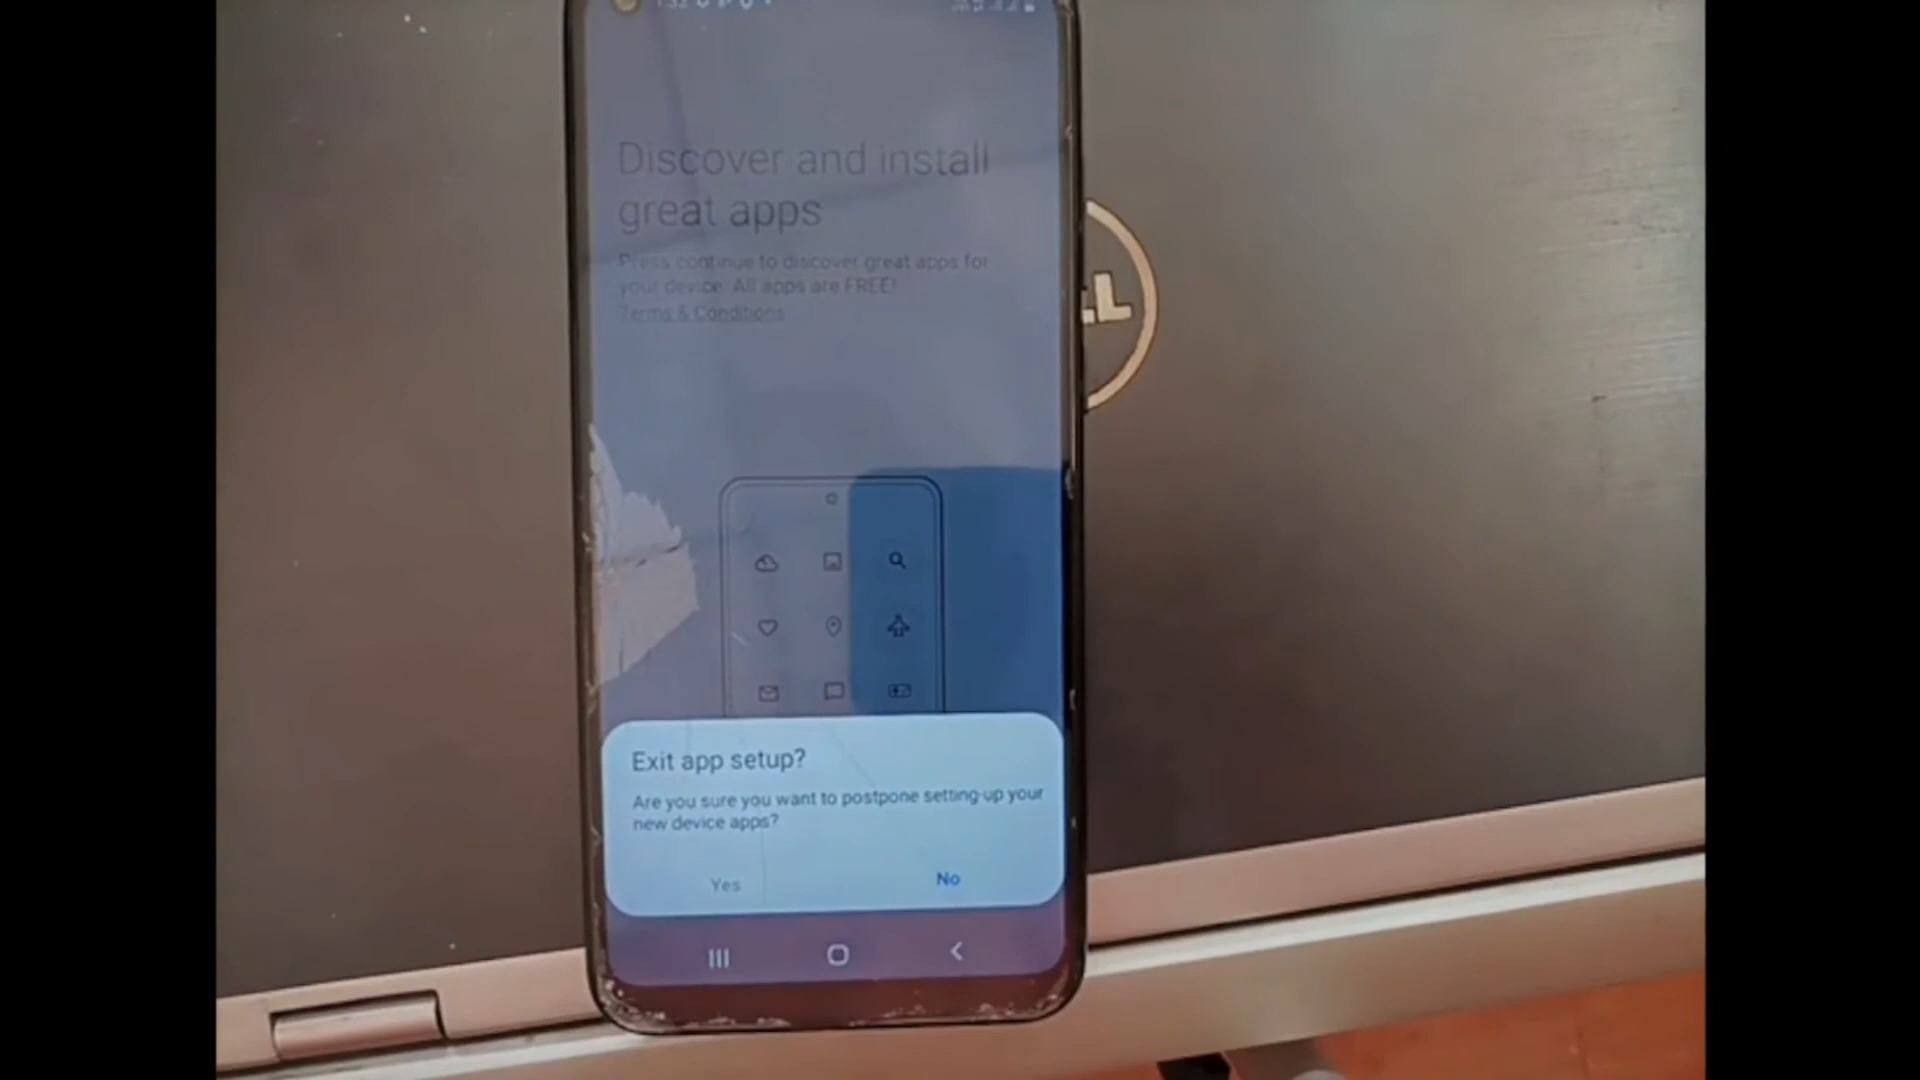 Discover and install
great apps
Press continue to discover great apps for
your device. All apps are FREE!
Terms & Conditions
LL
Exit app setup?
Are you sure you want to postpone setting up your
new device apps?
Yes
No